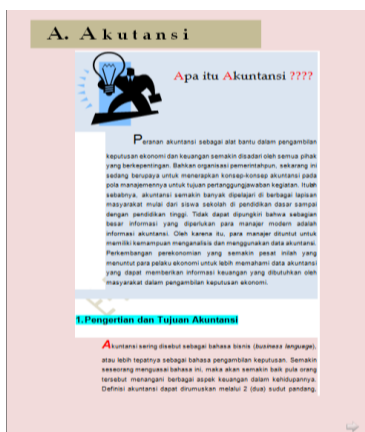 A. Akutansi
Apa itu Akuntansi ????
Peranan akuntansi sebagai alat bantu dalam pengambilan
keputusan ekonomi dan keuangan semakin disadari oleh semua pihak
yang berkepentingan. Bahkan organisasi pemerintahpun, sekarang ini
sedang berupaya untuk menerapkan konsep-konsep akuntansi pada
pola manajemennya untuk tujuan pertanggungjawaban kegiatan. Itulah
sebabnya, akuntansi semakin banyak dipelajari di berbagai lapisan
masyarakat mulai dari siswa sekolah di pendidikan dasar sampai
dengan pendidikan tinggi. Tidak dapat dipungkiri bahwa sebagian
besar informasi yang diperlukan para manajer modern adalah
informasi akuntansi. Oleh karena itu, para manajer dituntut untuk
memiliki kemampuan menganalisis dan menggunakan data akuntansi.
Perkembangan perekonomian yang semakin pesat inilah yang
menuntut para pelaku ekonomi untuk lebih memahami data akuntansi
yang dapat memberikan informasi keuangan yang dibutuhkan oleh
masyarakat dalam pengambilan keputusan ekonomi.
1.Pengertian dan Tujuan Akuntansi
Akuntansi sering disebut sebagai bahasa bisnis (business language),
atau lebih tepatnya sebagai bahasa pengambilan keputusan. Semakin
seseorang menguasai bahasa ini, maka akan semakin baik pula orang
tersebut menangani berbagai aspek keuangan dalam kehidupannya.
Definisi akuntansi dapat dirumuskan melalui 2 (dua) sudut pandang,